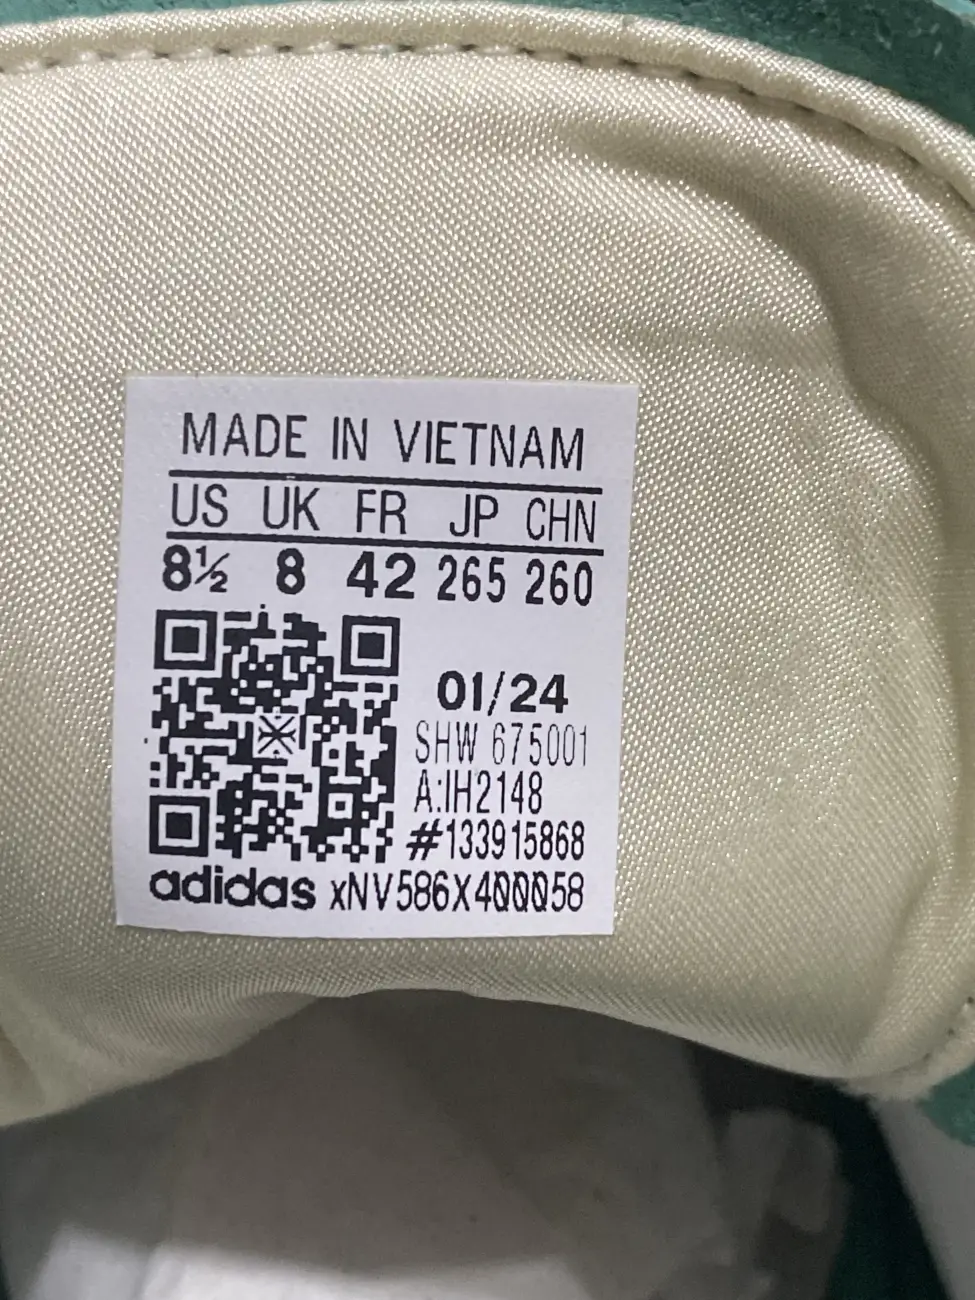 MADE IN VIETNAM
US UK FR JP CHN
8½ 8 42 265 260
01/24
SHW 675001
A:IH2148
#133915868
adidas xNV586X400058